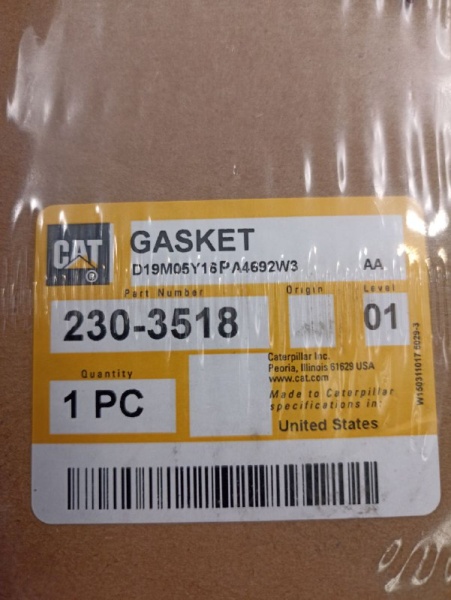 CAT
®
GASKET
D19M05Y16PA4692W3 AA
Part Number Origin Level
230-3518 01
Caterpillar Inc.
Peoria, Illinois 61629 USA
www.cat.com
Quantity
1 PC
Made to Caterpillar
specifications in:
United States